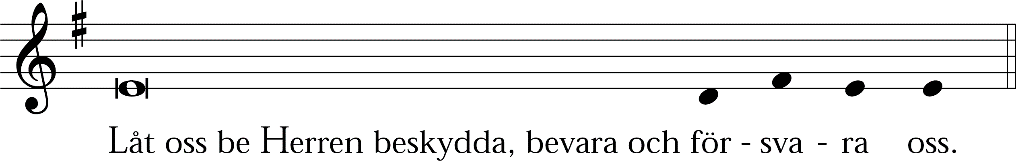 Låt oss be Herren beskydda, bevara och för - sva - ra oss.